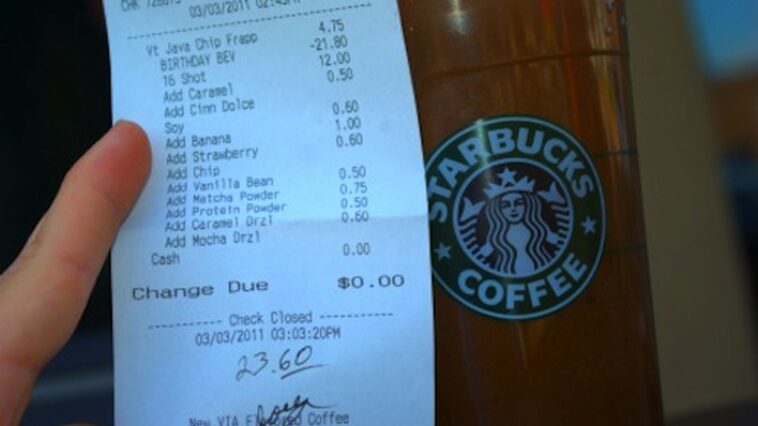 CHK
03/03/2011
Vt Java Chip Frapp 4.75
BIRTHDAY BEV -21.80
16 Shot 12.00
Add Caramel 0.50
Add Cinn Dolce
Soy 0.60
Add Banana 1.00
Add Strawberry 0.60
Add Chip
Add Vanilla Bean 0.50
Add Matcha Powder 0.75
Add Protein Powder 0.50
Add Caramel Drzl 0.60
Add Mocha Drzl
Cash 0.00
Change Due $0.00
Check Closed
03/03/2011 03:03:20PM
23.60
New VIA Coffee
STARBUCKS
COFFEE